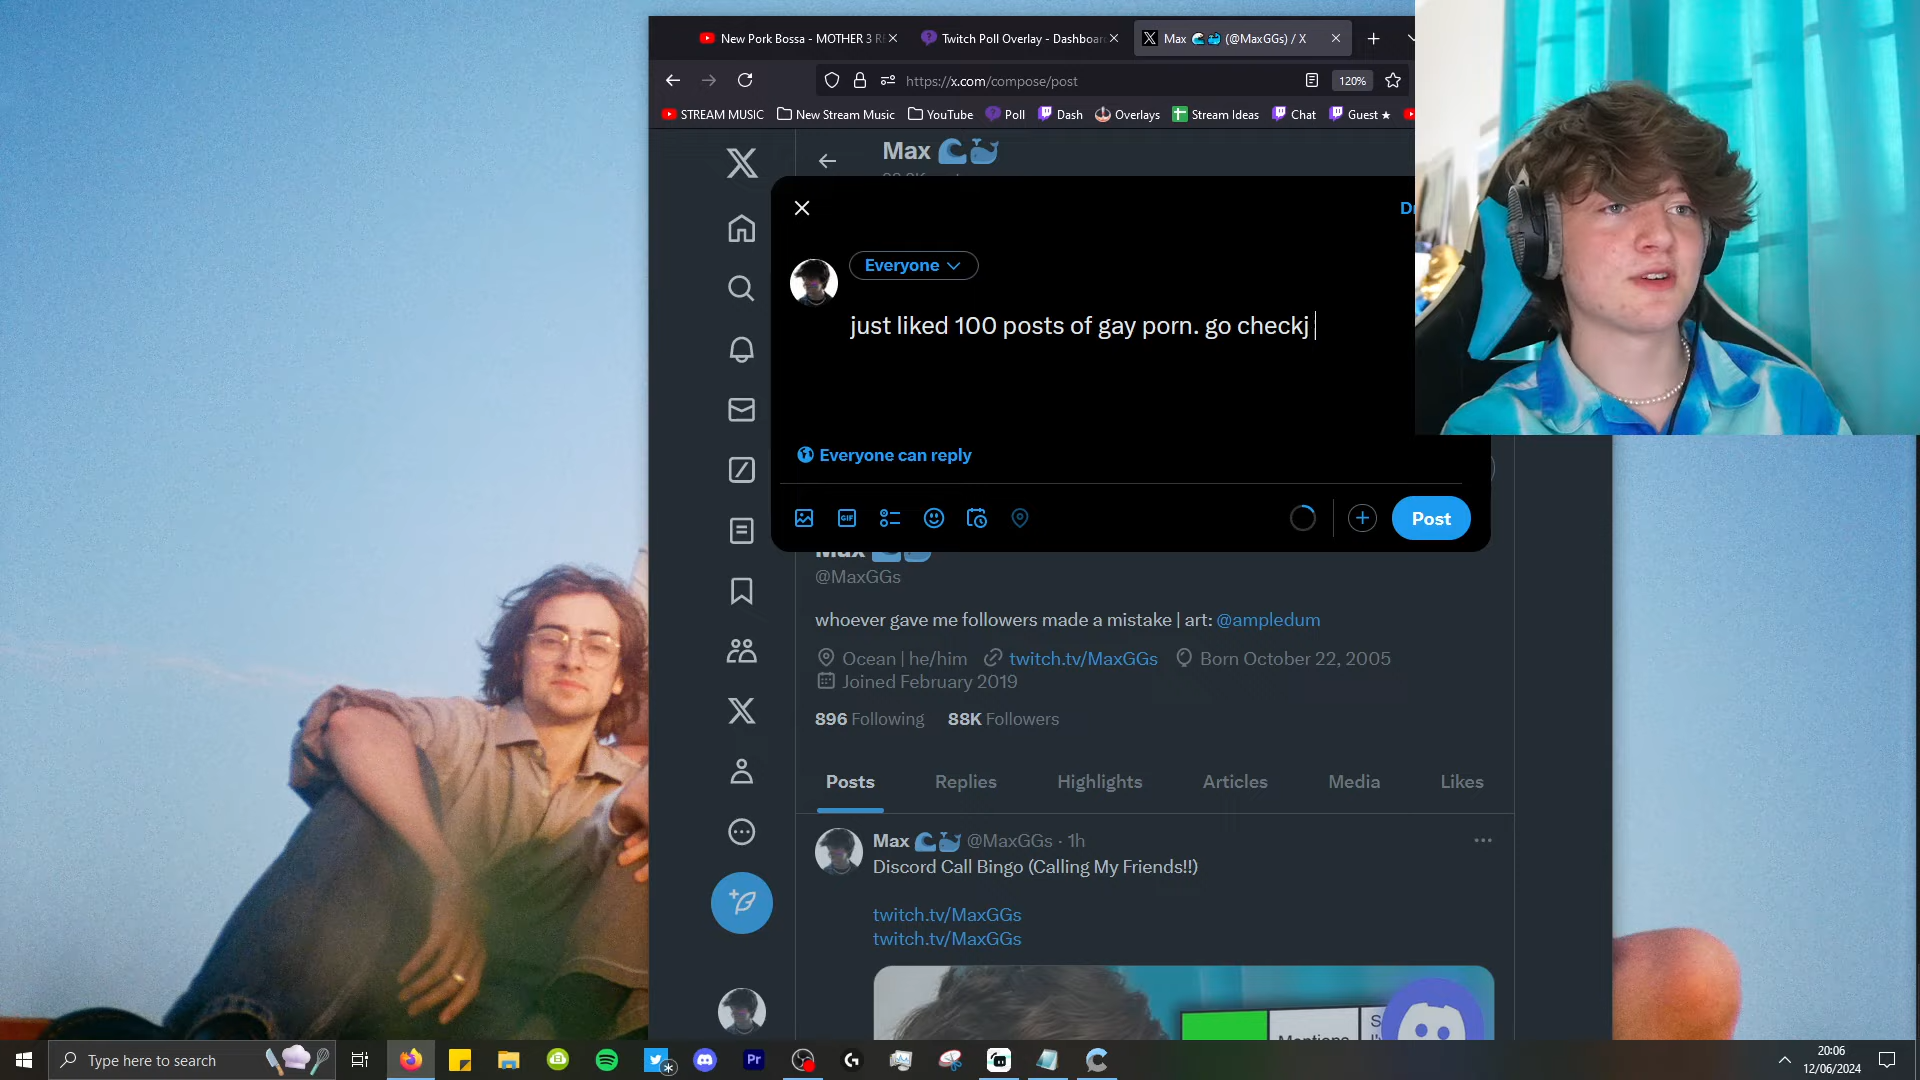 New Pork Bossa - MOTHER 3 R
Twitch Poll Overlay - Dashboar
Max 🌊🐳 (@MaxGGs) / X
https://x.com/compose/post
120%
STREAM MUSIC
New Stream Music
YouTube
Poll
Dash
Overlays
Stream Ideas
Chat
Guest ★
Max 🌊🐳
Everyone
just liked 100 posts of gay porn. go checkj
Everyone can reply
GIF
Post
@MaxGGs
whoever gave me followers made a mistake | art: @ampledum
Ocean | he/him
twitch.tv/MaxGGs
Born October 22, 2005
Joined February 2019
896 Following
88K Followers
Posts
Replies
Highlights
Articles
Media
Likes
Max 🌊🐳 @MaxGGs · 1h
Discord Call Bingo (Calling My Friends!!)
twitch.tv/MaxGGs
twitch.tv/MaxGGs
Type here to search
Pr
20:06
12/06/2024